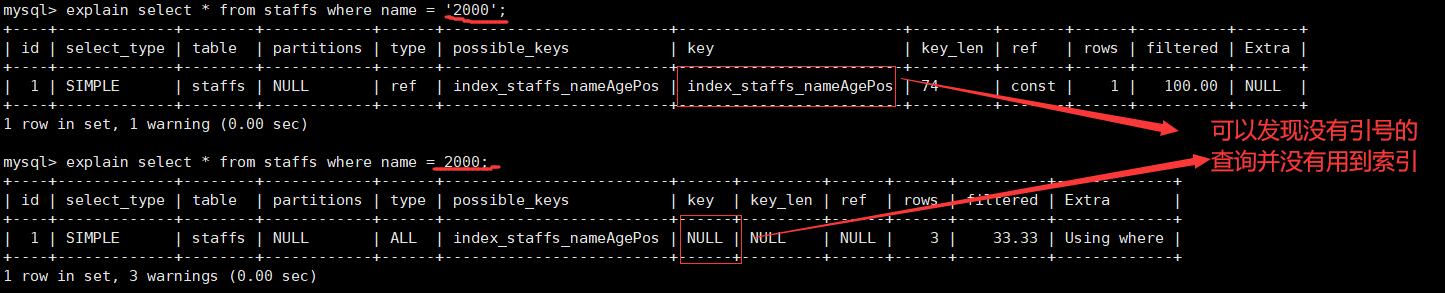 mysql> explain select * from staffs where name = '2000';
+----+-------------+--------+------------+------+-------------------------+-------------------------+---------+-------+------+----------+-------+
| id | select_type | table | partitions | type | possible_keys | key | key_len | ref | rows | filtered | Extra |
+----+-------------+--------+------------+------+-------------------------+-------------------------+---------+-------+------+----------+-------+
| 1 | SIMPLE | staffs | NULL | ref | index_staffs_nameAgePos | index_staffs_nameAgePos | 74 | const | 1 | 100.00 | NULL |
+----+-------------+--------+------------+------+-------------------------+-------------------------+---------+-------+------+----------+-------+
1 row in set, 1 warning (0.00 sec)
可以发现没有引号的
查询并没有用到索引
mysql> explain select * from staffs where name = 2000;
+----+-------------+--------+------------+------+-------------------------+------+---------+------+------+----------+-------------+
| id | select_type | table | partitions | type | possible_keys | key | key_len | ref | rows | filtered | Extra |
+----+-------------+--------+------------+------+-------------------------+------+---------+------+------+----------+-------------+
| 1 | SIMPLE | staffs | NULL | ALL | index_staffs_nameAgePos | NULL | NULL | NULL | 3 | 33.33 | Using where |
+----+-------------+--------+------------+------+-------------------------+------+---------+------+------+----------+-------------+
1 row in set, 3 warnings (0.00 sec)